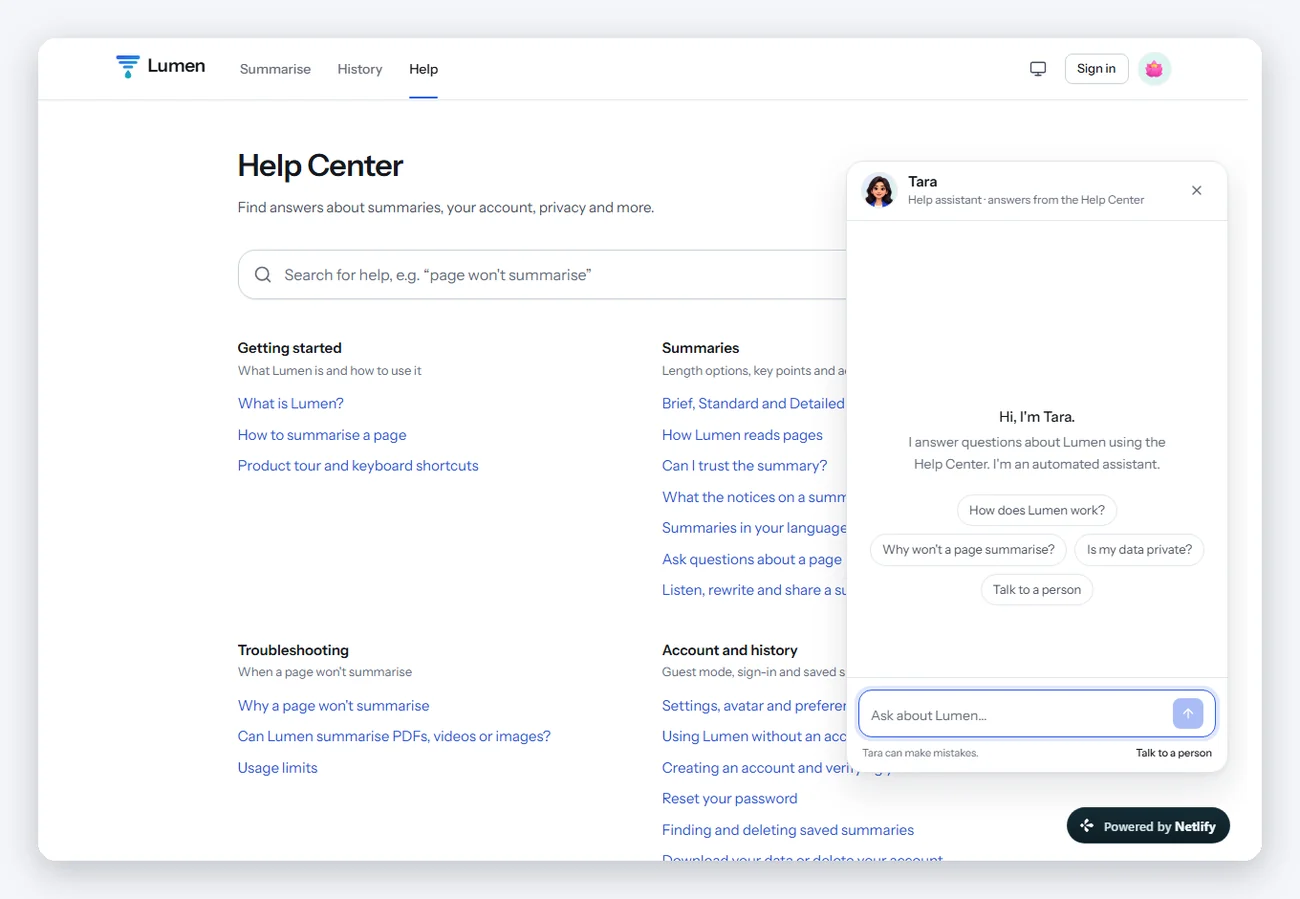 Lumen
Summarise
History
Help
Sign in
Help Center
Find answers about summaries, your account, privacy and more.
Search for help, e.g. “page won't summarise”
Getting started
What Lumen is and how to use it
What is Lumen?
How to summarise a page
Product tour and keyboard shortcuts
Summaries
Length options, key points and
Brief, Standard and Detailed
How Lumen reads pages
Can I trust the summary?
What the notices on a
Summaries in your language
Ask questions about a page
Listen, rewrite and share a
Troubleshooting
When a page won't summarise
Why a page won't summarise
Can Lumen summarise PDFs, videos or images?
Usage limits
Account and history
Guest mode, sign-in and saved
Settings, avatar and
Using Lumen without an
Creating an account and
Reset your password
Finding and deleting saved summaries
Download your data or delete your account
Tara
Help assistant · answers from the Help Center
Hi, I'm Tara.
I answer questions about Lumen using the
Help Center. I'm an automated assistant.
How does Lumen work?
Why won't a page summarise?
Is my data private?
Talk to a person
Ask about Lumen...
Tara can make mistakes.
Talk to a person
Powered by Netlify